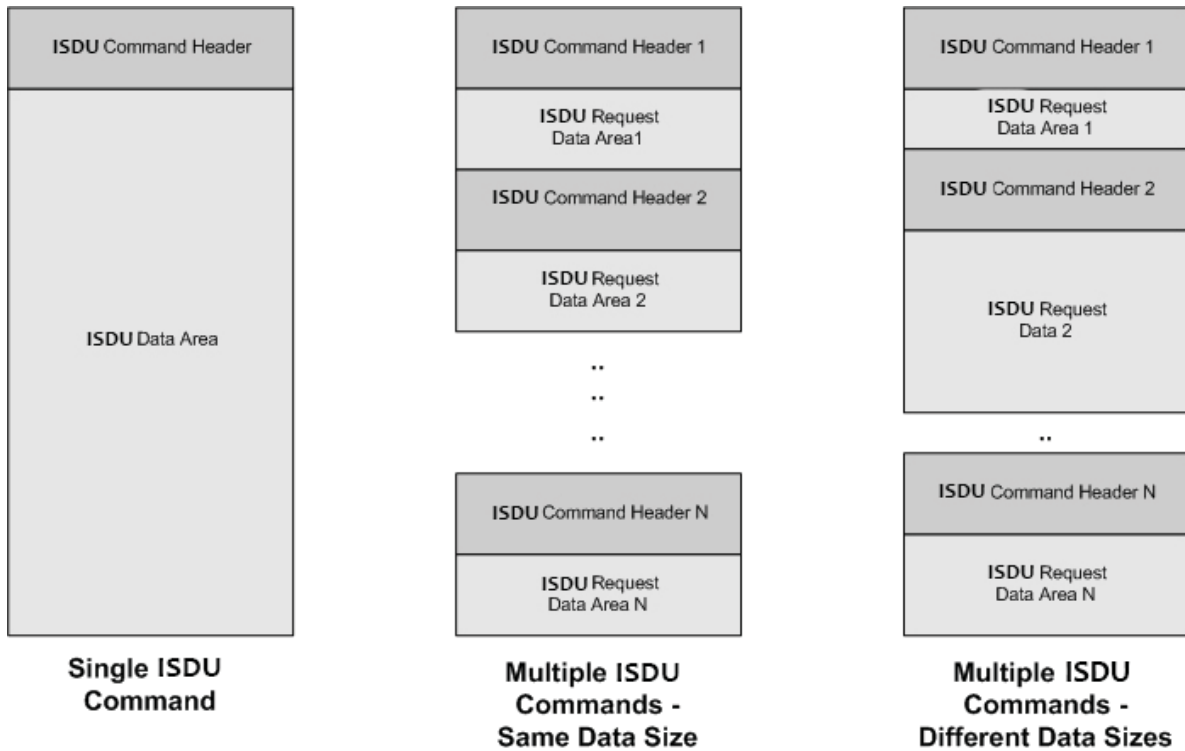 ISDU Command Header
ISDU Data Area
Single ISDU
Command
ISDU Command Header 1
ISDU Request
Data Area1
ISDU Command Header 2
ISDU Request
Data Area 2
..
..
..
ISDU Command Header N
ISDU Request
Data Area N
Multiple ISDU
Commands -
Same Data Size
ISDU Command Header 1
ISDU Request
Data Area 1
ISDU Command Header 2
ISDU Request
Data 2
..
ISDU Command Header N
ISDU Request
Data Area N
Multiple ISDU
Commands -
Different Data Sizes